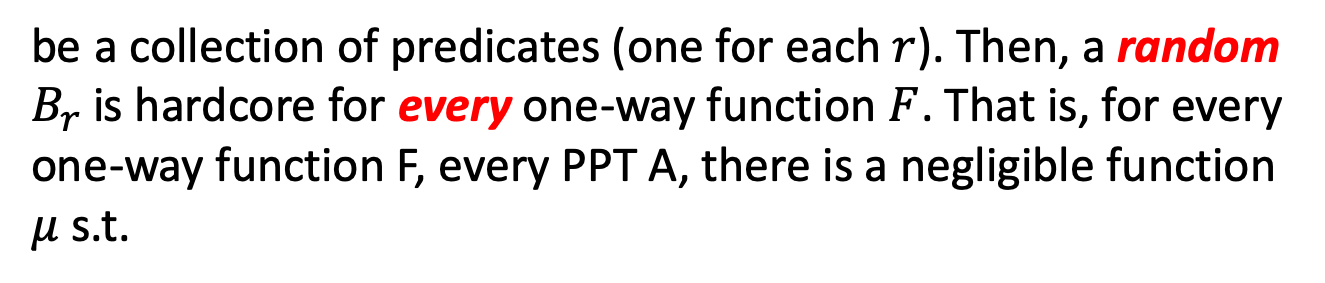 be a collection of predicates (one for each r). Then, a random
Bᵣ is hardcore for every one-way function F. That is, for every
one-way function F, every PPT A, there is a negligible function
μ s.t.